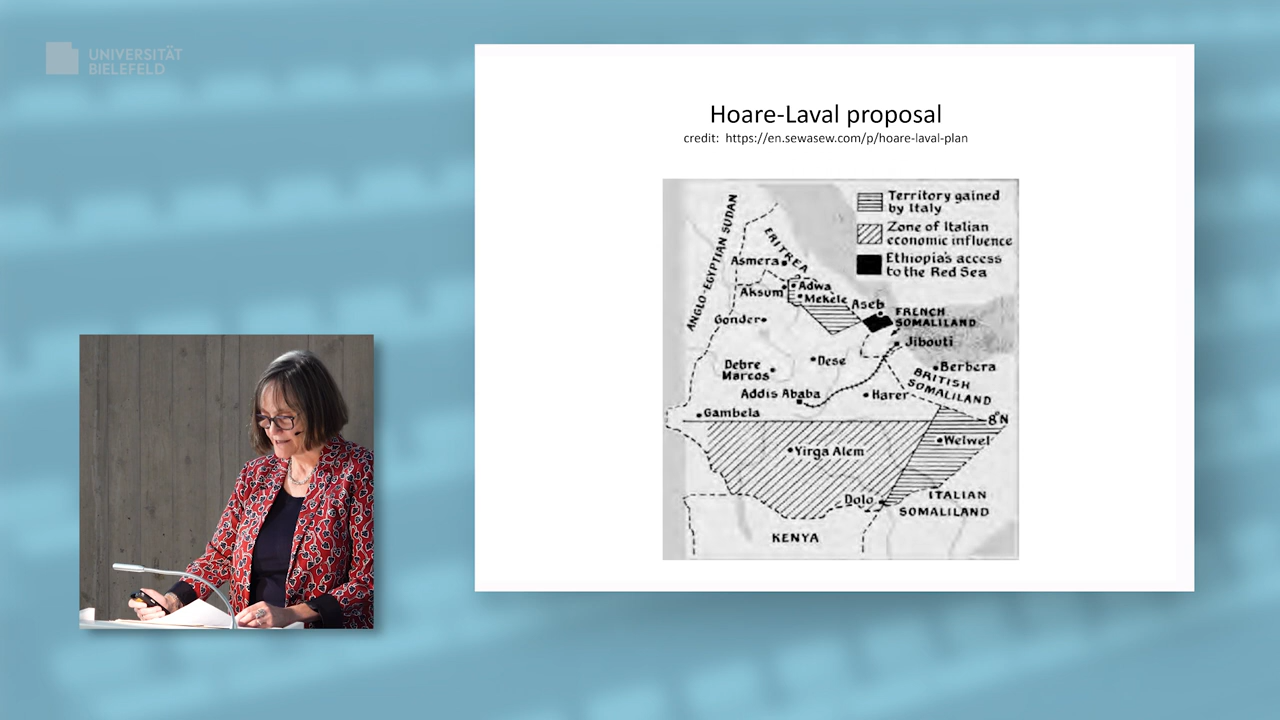 UNIVERSITÄT
BIELEFELD
Hoare-Laval proposal
credit: https://en.sewasew.com/p/hoare-laval-plan
Territory gained
by Italy
Zone of Italian
economic influence
Ethiopia's access
to the Red Sea
ANGLO-EGYPTIAN SUDAN
ERITREA
Asmera
Aksum
Adwa
Mekele
Aseb
FRENCH
SOMALILAND
Gonder
Jibouti
Debre
Marcos
Dese
Berbera
BRITISH
SOMALILAND
Addis Ababa
Harer
Gambela
8°N
Welwel
Yirga Alem
Dolo
ITALIAN
SOMALILAND
KENYA